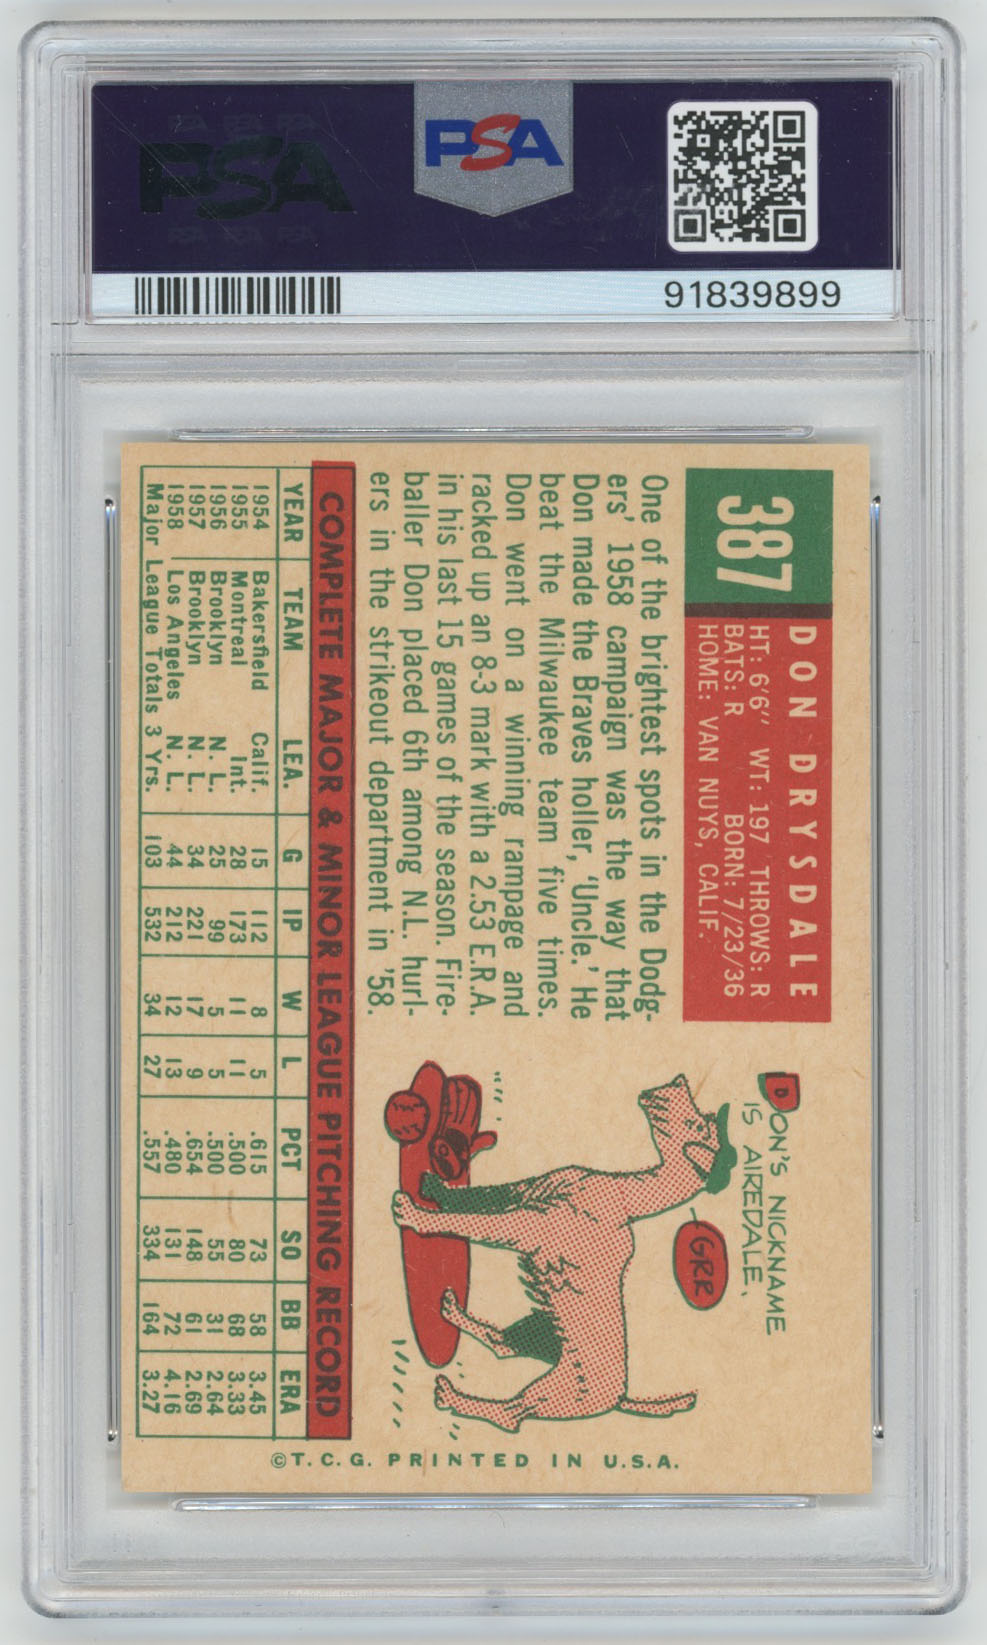 PSA
PSA
91839899
387
DON DRYSDALE
HT: 6'6" WT: 197 THROWS: R
BATS: R BORN: 7/23/36
HOME: VAN NUYS, CALIF.
One of the brightest spots in the Dodg-
ers' 1958 campaign was the way that
Don made the Braves holler, 'Uncle.' He
beat the Milwaukee team five times.
Don went on a winning rampage and
racked up an 8-3 mark with a 2.53 E.R.A.
in his last 15 games of the season. Fire-
baller Don placed 6th among N.L. hurl-
ers in the strikeout department in '58.
DON'S NICKNAME
IS AIREDALE.
GRR
COMPLETE MAJOR & MINOR LEAGUE PITCHING RECORD
YEAR TEAM LEA. G IP W L PCT SO BB ERA
1954 Bakersfield Calif. 15 112 8 5 .615 73 58 3.45
1955 Montreal Int. 28 173 11 11 .500 80 68 3.33
1956 Brooklyn N. L. 25 99 5 5 .500 55 31 2.64
1957 Brooklyn N. L. 34 221 17 9 .654 148 61 2.69
1958 Los Angeles N. L. 44 212 12 13 .480 131 72 4.16
Major League Totals 3 Yrs. 103 532 34 27 .557 334 164 3.27
©T. C. G. PRINTED IN U.S.A.